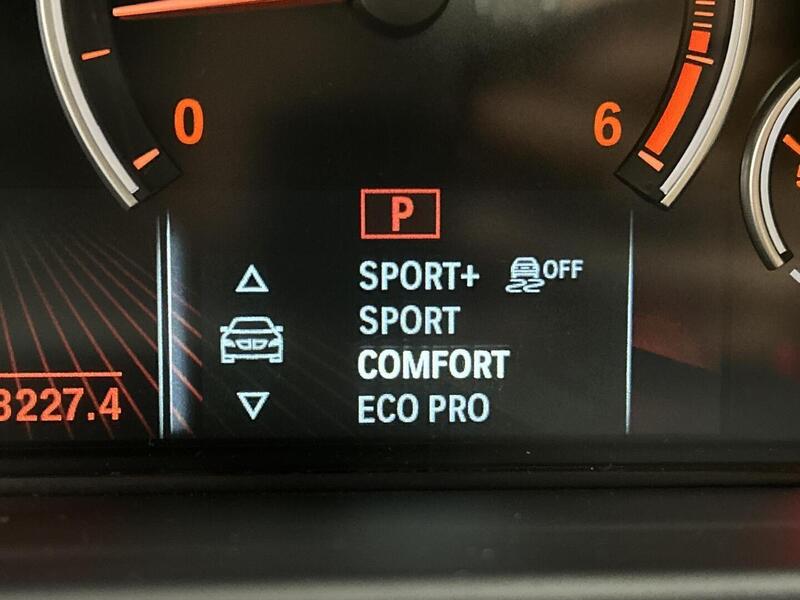 0
6
P
SPORT+ OFF
SPORT
COMFORT
3227.4
ECO PRO